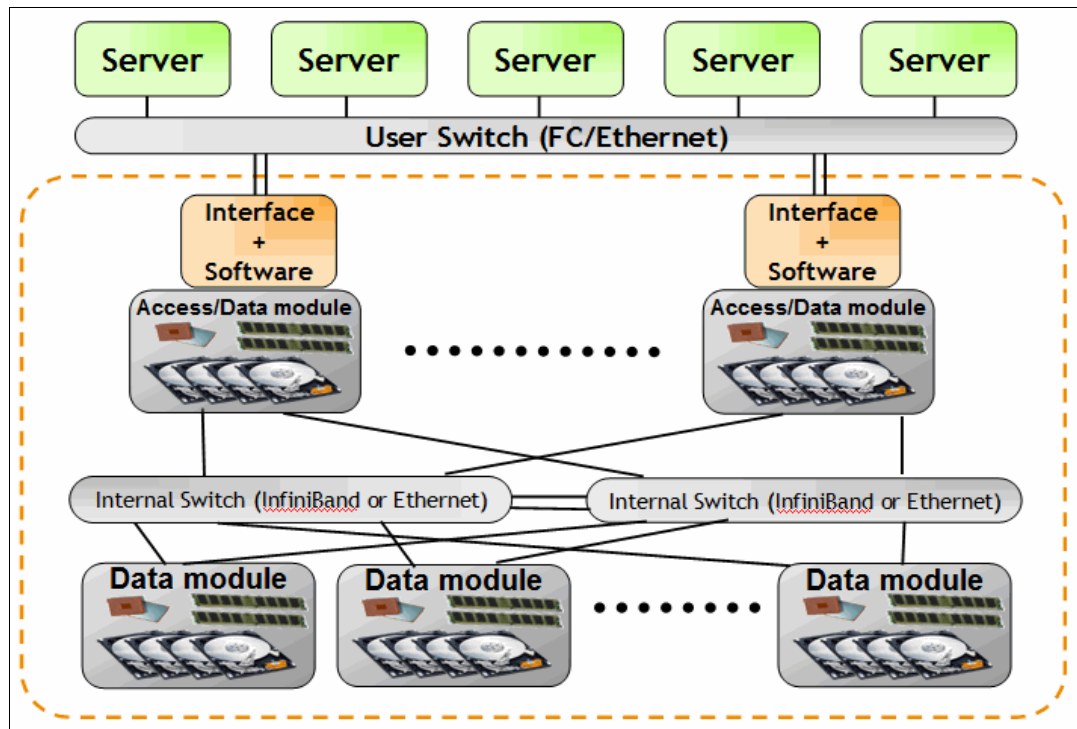 Server
Server
Server
Server
Server
User Switch (FC/Ethernet)
Interface
+
Software
Interface
+
Software
Access/Data module
Access/Data module
Internal Switch (InfiniBand or Ethernet)
Internal Switch (InfiniBand or Ethernet)
Data module
Data module
Data module